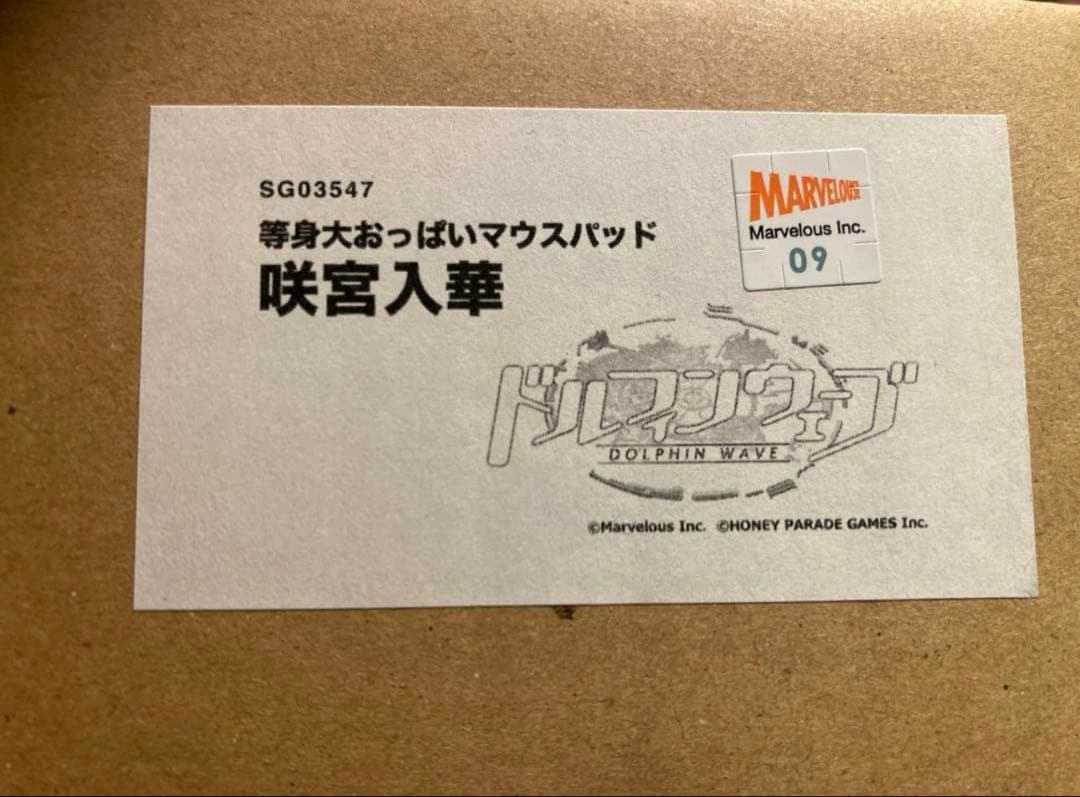 SG03547
等身大おっぱいマウスパッド
咲宮入華
MARVELOUS!
Marvelous Inc.
09
ドルフィンウェーブ
DOLPHIN WAVE
©Marvelous Inc. ©HONEY PARADE GAMES Inc.